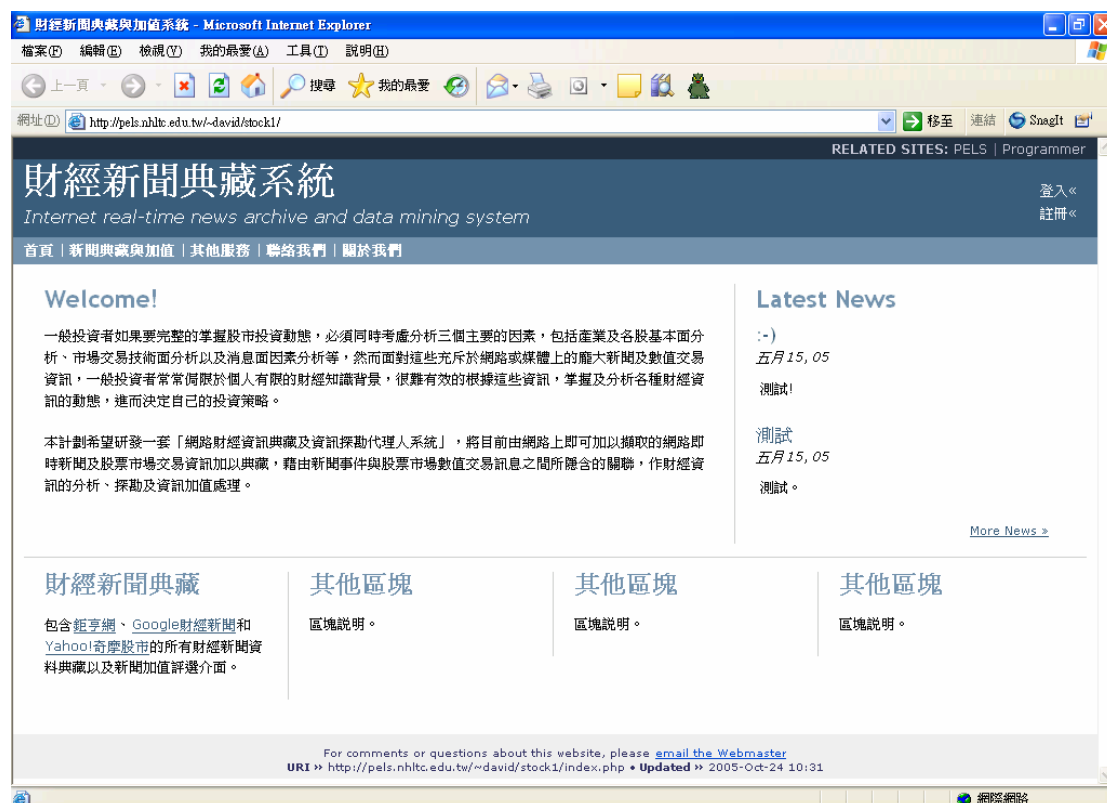 財經新聞典藏與加值系統 - Microsoft Internet Explorer
檔案(F) 編輯(E) 檢視(V) 我的最愛(A) 工具(T) 說明(H)
上一頁 搜尋 我的最愛
網址(D) http://pels.nhltc.edu.tw/~david/stock1/ 移至 連結 SnagIt
RELATED SITES: PELS | Programmer
財經新聞典藏系統
登入«
Internet real-time news archive and data mining system
註冊«
首頁 | 新聞典藏與加值 | 其他服務 | 聯絡我們 | 關於我們
Welcome!
一般投資者如果要完整的掌握股市投資動態，必須同時考慮分析三個主要的因素，包括產業及各股基本面分
析、市場交易技術面分析以及消息面因素分析等，然而面對這些充斥於網路或媒體上的龐大新聞及數值交易
資訊，一般投資者常常侷限於個人有限的財經知識背景，很難有效的根據這些資訊，掌握及分析各種財經資
訊的動態，進而決定自己的投資策略。
本計劃希望研發一套「網路財經資訊典藏及資訊探勘代理人系統」，將目前由網路上即可加以擷取的網路即
時新聞及股票市場交易資訊加以典藏，藉由新聞事件與股票市場數值交易訊息之間所隱含的關聯，作財經資
訊的分析、探勘及資訊加值處理。
Latest News
:-)
五月 15, 05
測試!
測試
五月 15, 05
測試。
More News »
財經新聞典藏
包含鉅亨網、Google財經新聞和
Yahoo!奇摩股市的所有財經新聞資
料典藏以及新聞加值評選介面。
其他區塊
區塊說明。
其他區塊
區塊說明。
其他區塊
區塊說明。
For comments or questions about this website, please email the Webmaster
URI » http://pels.nhltc.edu.tw/~david/stock1/index.php • Updated » 2005-Oct-24 10:31
網際網路